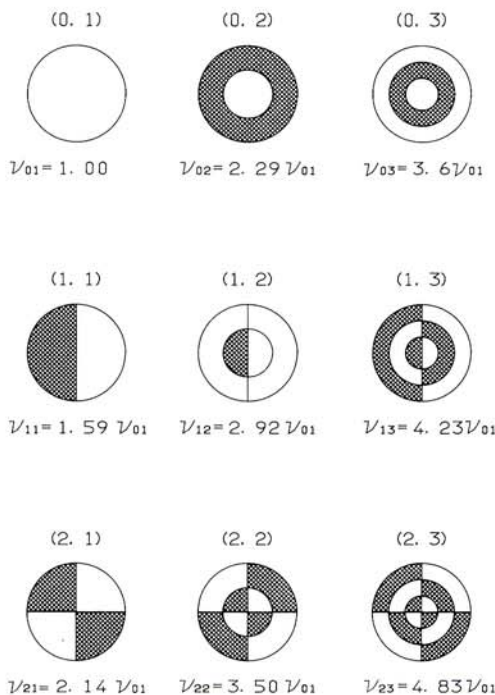 (0. 1) (0. 2) (0. 3)
ν01= 1. 00 ν02= 2. 29 ν01 ν03= 3. 6ν01
(1. 1) (1. 2) (1. 3)
ν11= 1. 59 ν01 ν12= 2. 92 ν01 ν13= 4. 23ν01
(2. 1) (2. 2) (2. 3)
ν21= 2. 14 ν01 ν22= 3. 50 ν01 ν23= 4. 83 ν01